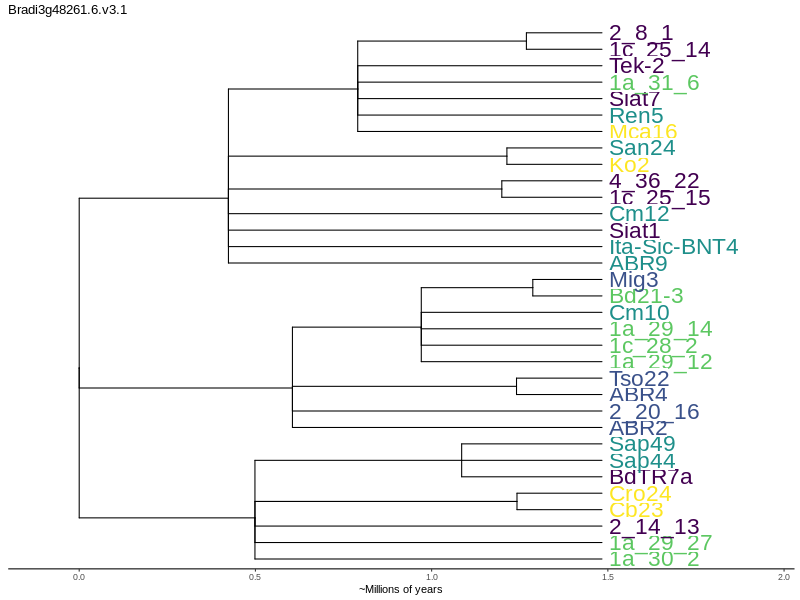 Bradi3g48261.6.v3.1
2_8_1
1c_25_14
Tek-2
1a_31_6
Siat7
Ren5
Mca16
San24
Ko2
4_36_22
1c_25_15
Cm12
Siat1
Ita-Sic-BNT4
ABR9
Mig3
Bd21-3
Cm10
1a_29_14
1c_28_2
1a_29_12
Tso22
ABR4
2_20_16
ABR2
Sap49
Sap44
BdTR7a
Cro24
Cb23
2_14_13
1a_29_27
1a_30_2
0.0 0.5 1.0 1.5 2.0
~Millions of years